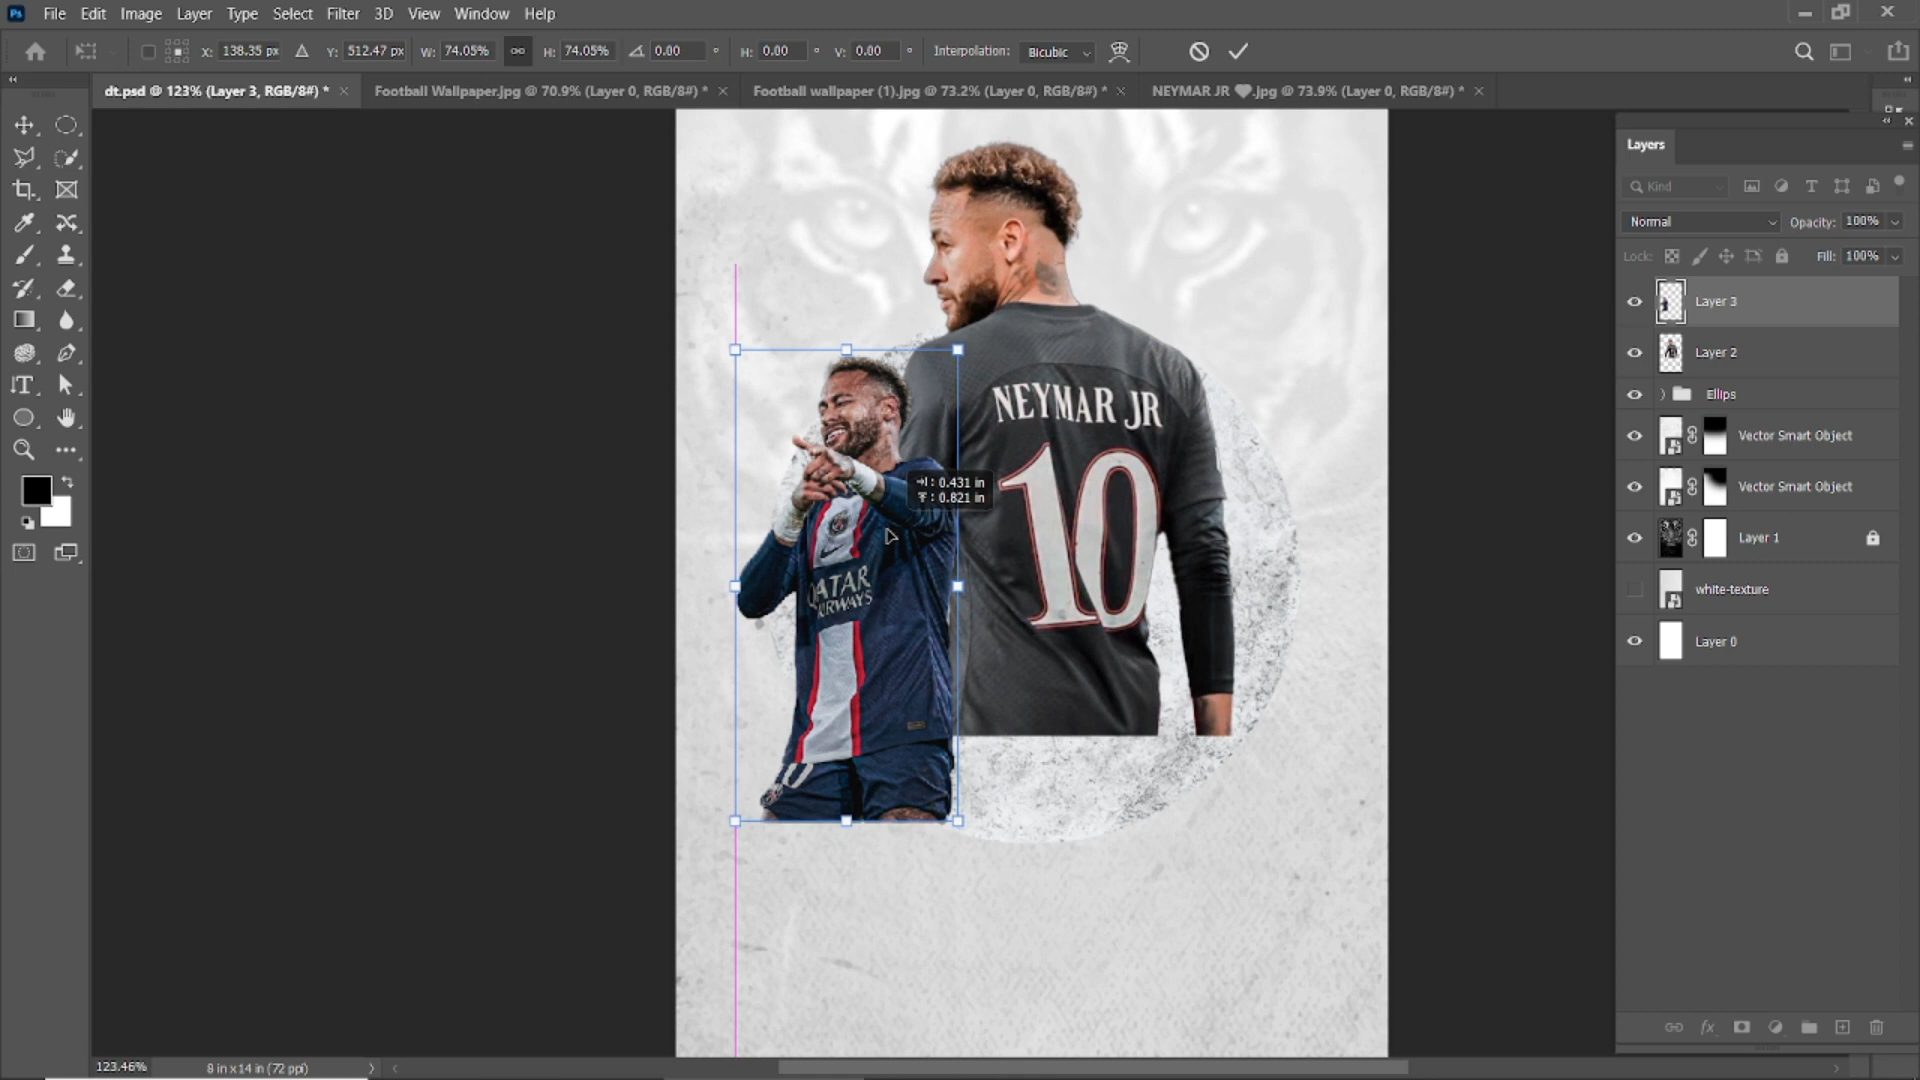 Ps File Edit Image Layer Type Select Filter 3D View Window Help
X: 138.35 px Y: 512.47 px W: 74.05% H: 74.05% 0.00 ° H: 0.00 ° V: 0.00 ° Interpolation: Bicubic
dt.psd @ 123% (Layer 3, RGB/8#) * × Football Wallpaper.jpg @ 70.9% (Layer 0, RGB/8#) * × Football wallpaper (1).jpg @ 73.2% (Layer 0, RGB/8#) * × NEYMAR JR 🖤.jpg @ 73.9% (Layer 0, RGB/8#) * ×
Layers
Kind
Normal Opacity: 100%
Lock: Fill: 100%
Layer 3
Layer 2
Ellips
Vector Smart Object
Vector Smart Object
Layer 1
white-texture
Layer 0
NEYMAR JR
10
: 0.431 in
: 0.821 in
QATAR
AIRWAYS
123.46% 8 in x 14 in (72 ppi)